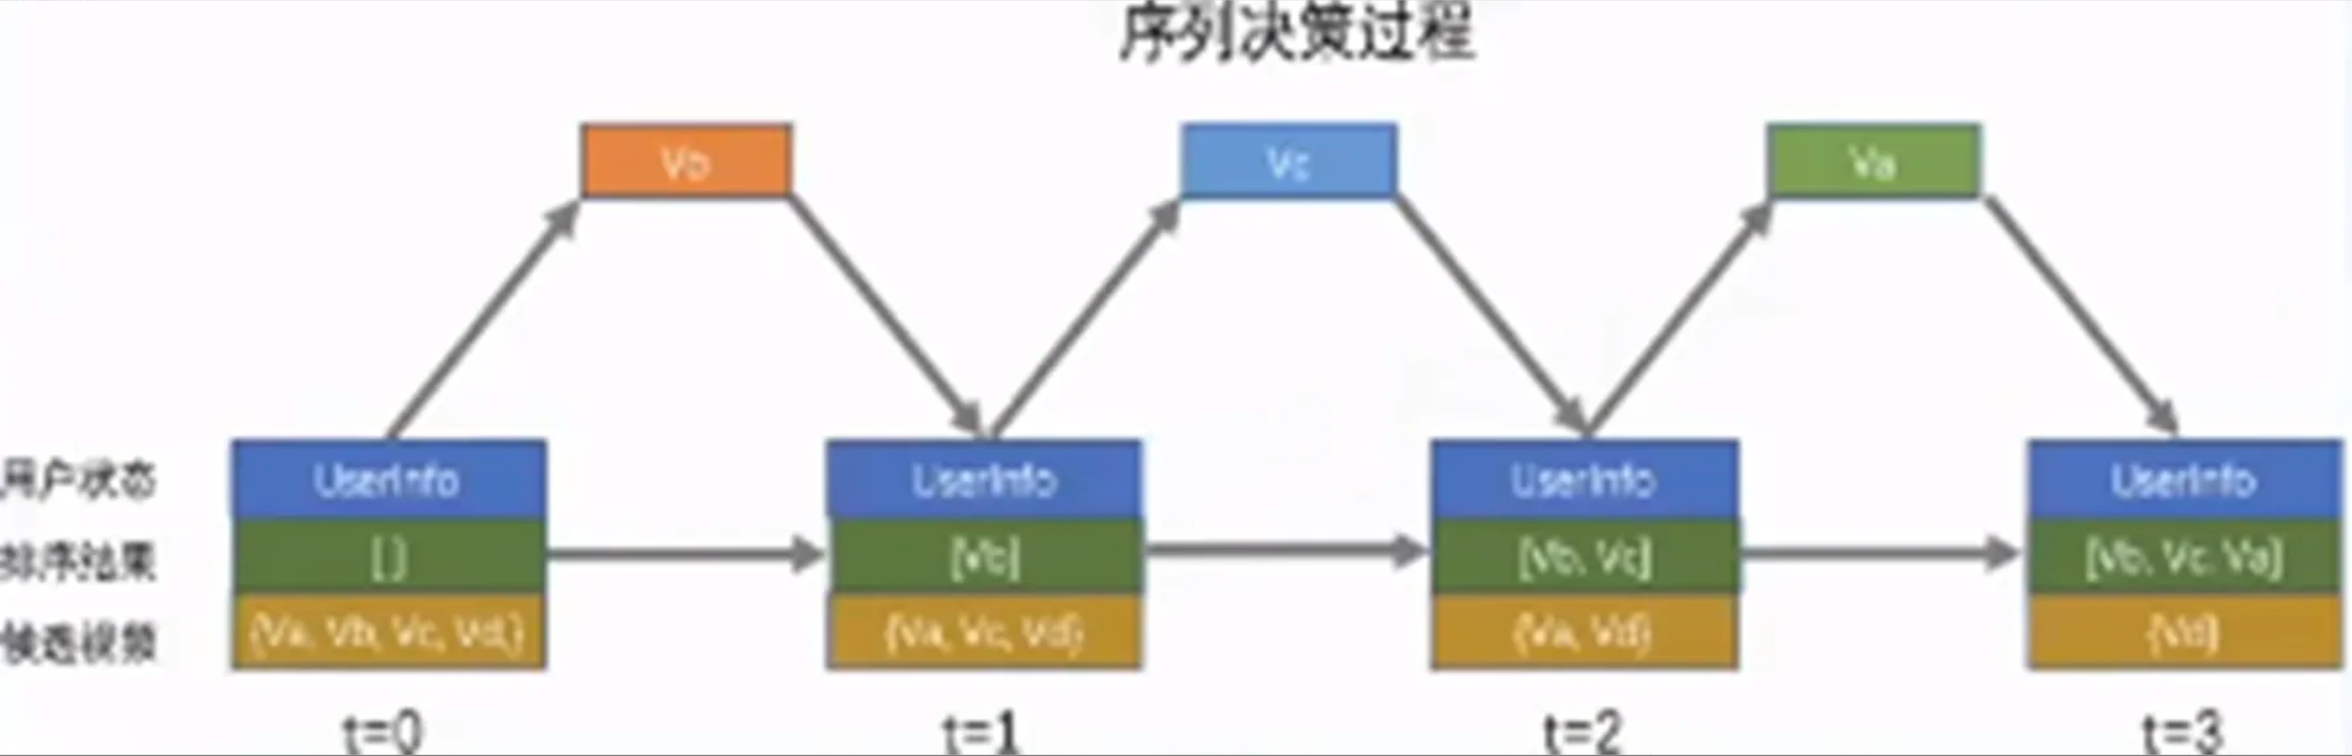 序列决策过程
Vb
Vc
Va
用户状态
UserInfo
UserInfo
UserInfo
UserInfo
排序结果
[ ]
[Vb]
[Vb, Vc]
[Vb, Vc, Va]
候选视频
{Va, Vb, Vc, Vd,}
{Va, Vc, Vd}
{Va, Vd}
{Vd}
t=0
t=1
t=2
t=3